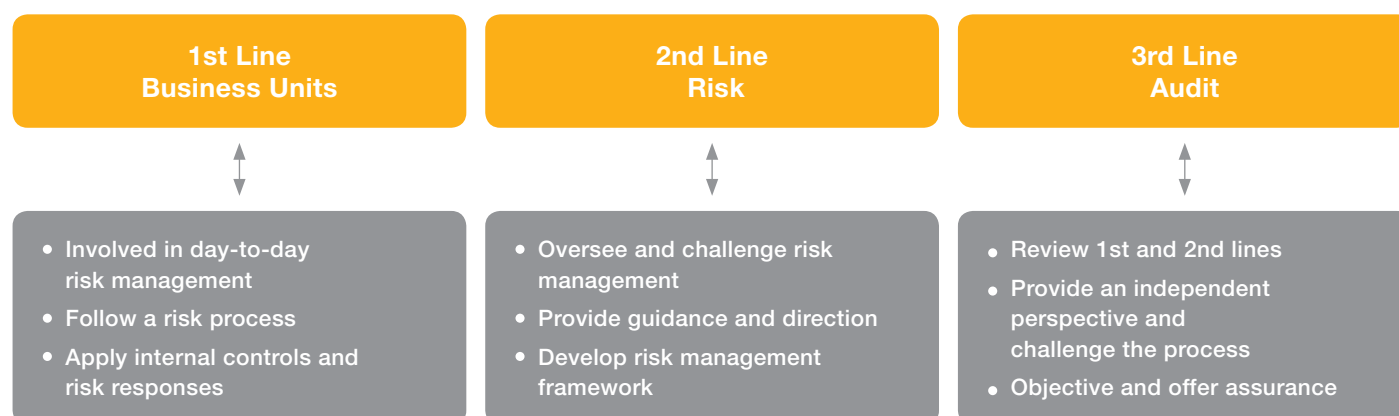 1st Line
Business Units
2nd Line
Risk
3rd Line
Audit
• Involved in day-to-day
risk management
• Follow a risk process
• Apply internal controls and
risk responses
• Oversee and challenge risk
management
• Provide guidance and direction
• Develop risk management
framework
• Review 1st and 2nd lines
• Provide an independent
perspective and
challenge the process
• Objective and offer assurance